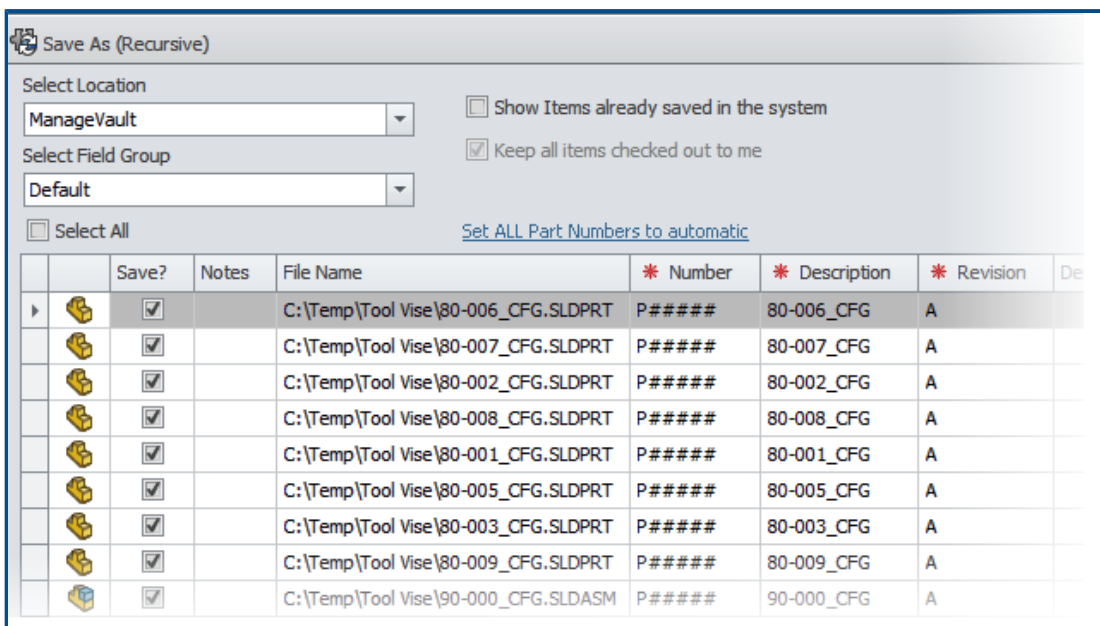 Save As (Recursive)
Select Location
ManageVault
Show Items already saved in the system
Keep all items checked out to me
Select Field Group
Default
Select All
Set ALL Part Numbers to automatic
Save? Notes File Name * Number * Description * Revision De
C:\Temp\Tool Vise\80-006_CFG.SLDPRT P##### 80-006_CFG A
C:\Temp\Tool Vise\80-007_CFG.SLDPRT P##### 80-007_CFG A
C:\Temp\Tool Vise\80-002_CFG.SLDPRT P##### 80-002_CFG A
C:\Temp\Tool Vise\80-008_CFG.SLDPRT P##### 80-008_CFG A
C:\Temp\Tool Vise\80-001_CFG.SLDPRT P##### 80-001_CFG A
C:\Temp\Tool Vise\80-005_CFG.SLDPRT P##### 80-005_CFG A
C:\Temp\Tool Vise\80-003_CFG.SLDPRT P##### 80-003_CFG A
C:\Temp\Tool Vise\80-009_CFG.SLDPRT P##### 80-009_CFG A
C:\Temp\Tool Vise\90-000_CFG.SLDASM P##### 90-000_CFG A